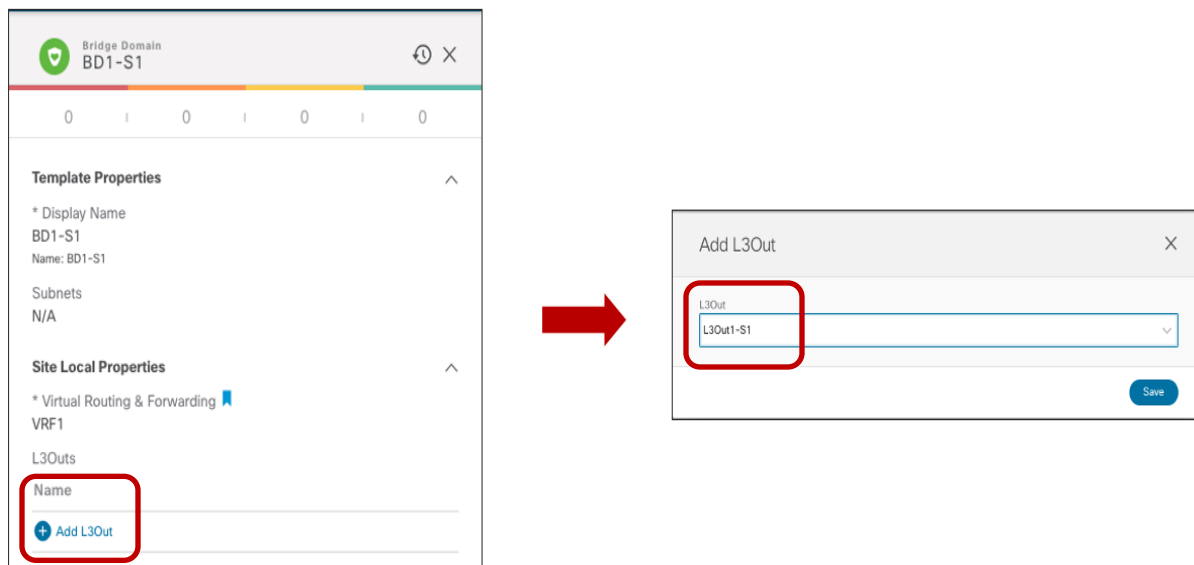 Bridge Domain
BD1-S1
0 0 0 0
Template Properties
* Display Name
BD1-S1
Name: BD1-S1
Subnets
N/A
Site Local Properties
* Virtual Routing & Forwarding
VRF1
L3Outs
Name
Add L3Out
Add L3Out
L3Out
L3Out1-S1
Save